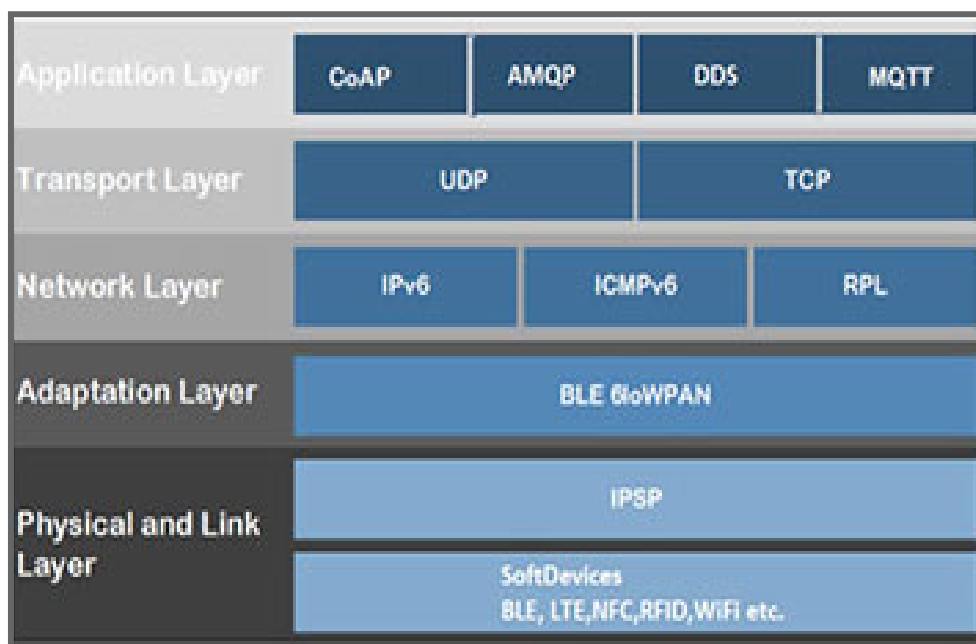 Application Layer
CoAP
AMQP
DDS
MQTT
Transport Layer
UDP
TCP
Network Layer
IPv6
ICMPv6
RPL
Adaptation Layer
BLE 6loWPAN
Physical and Link
Layer
IPSP
SoftDevices
BLE, LTE,NFC,RFID,WiFi etc.